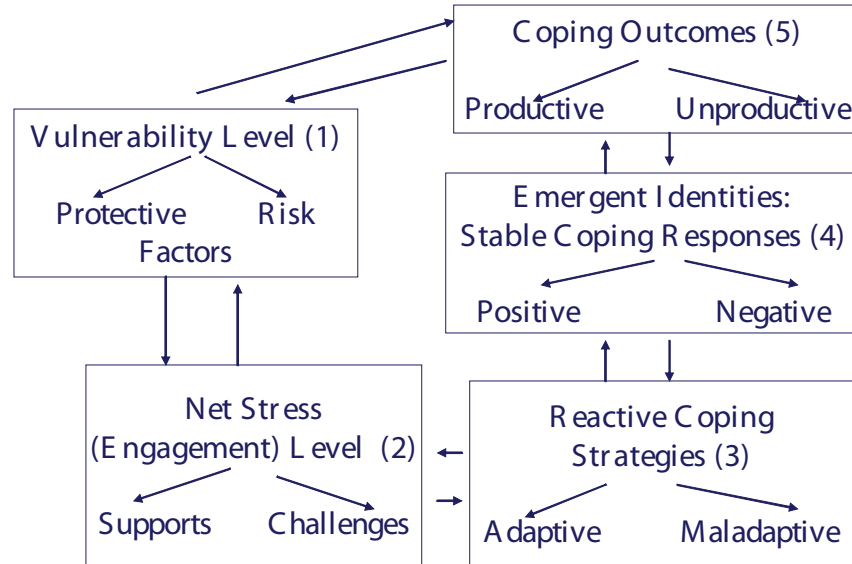 Coping Outcomes (5)
Productive Unproductive
Vulnerability Level (1)
Protective Risk
Factors
Emergent Identities:
Stable Coping Responses (4)
Positive Negative
Net Stress
(Engagement) Level (2)
Supports Challenges
Reactive Coping
Strategies (3)
Adaptive Maladaptive